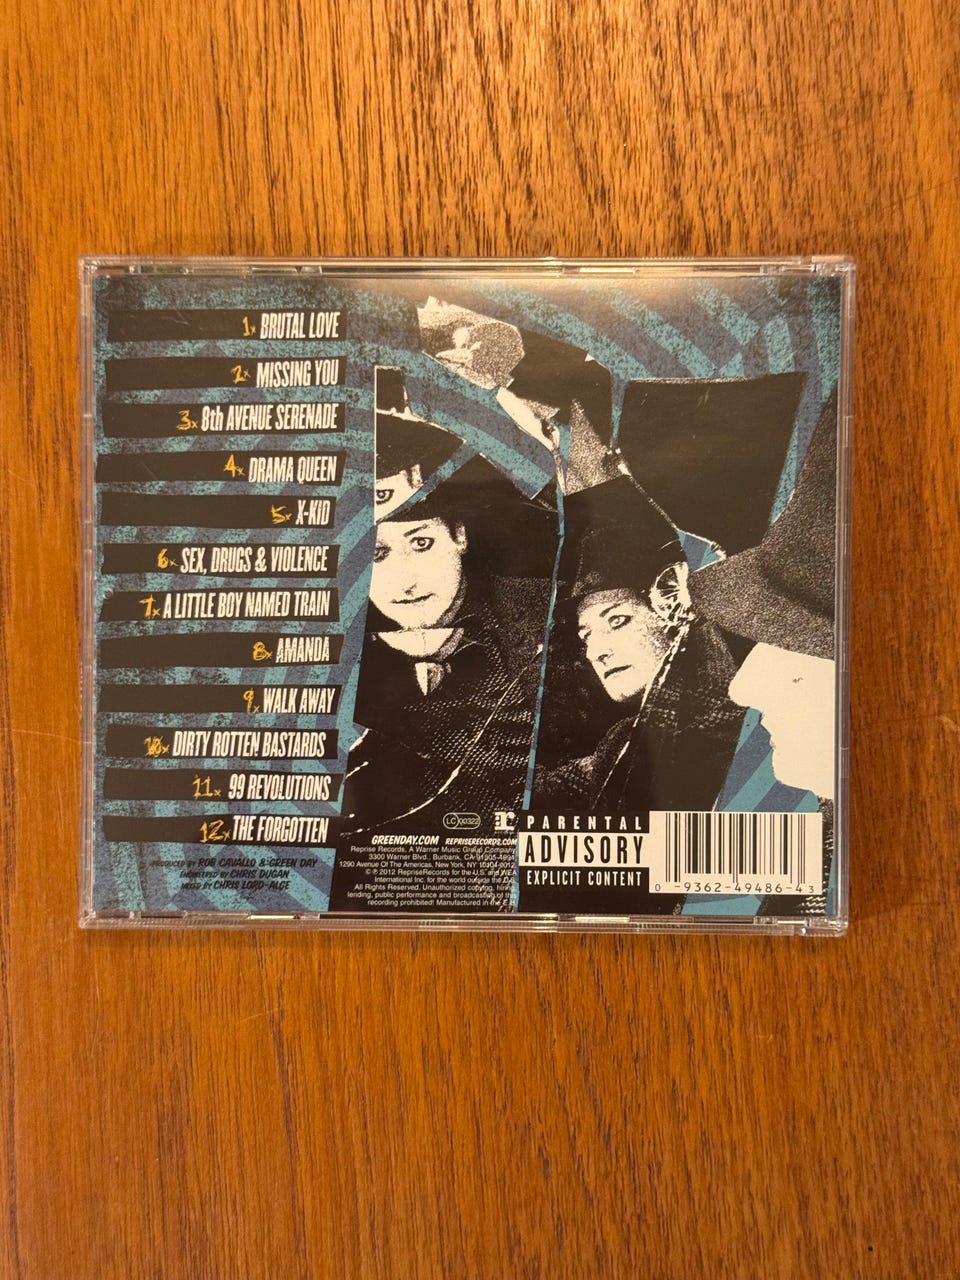 1x BRUTAL LOVE
2x MISSING YOU
3x 8th AVENUE SERENADE
4x DRAMA QUEEN
5x X-KID
6x SEX, DRUGS & VIOLENCE
7x A LITTLE BOY NAMED TRAIN
8x AMANDA
9x WALK AWAY
10x DIRTY ROTTEN BASTARDS
11x 99 REVOLUTIONS
12x THE FORGOTTEN
PRODUCED BY ROB CAVALLO & GREEN DAY
ENGINEERED BY CHRIS DUGAN
MIXED BY CHRIS LORD-ALGE
LC 00322
GREENDAY.COM REPRISERECORDS.COM
Reprise Records. A Warner Music Group Company
3300 Warner Blvd., Burbank, CA 91505-4694
1290 Avenue Of The Americas, New York, NY 10104-0012.
℗ © 2012 Reprise Records for the U.S. and WEA
International Inc. for the world outside the U.S.
All Rights Reserved. Unauthorized copying, hiring,
lending, public performance and broadcasting of this
recording prohibited! Manufactured in the E.U.
PARENTAL
ADVISORY
EXPLICIT CONTENT
0 -9362-49486-4 3